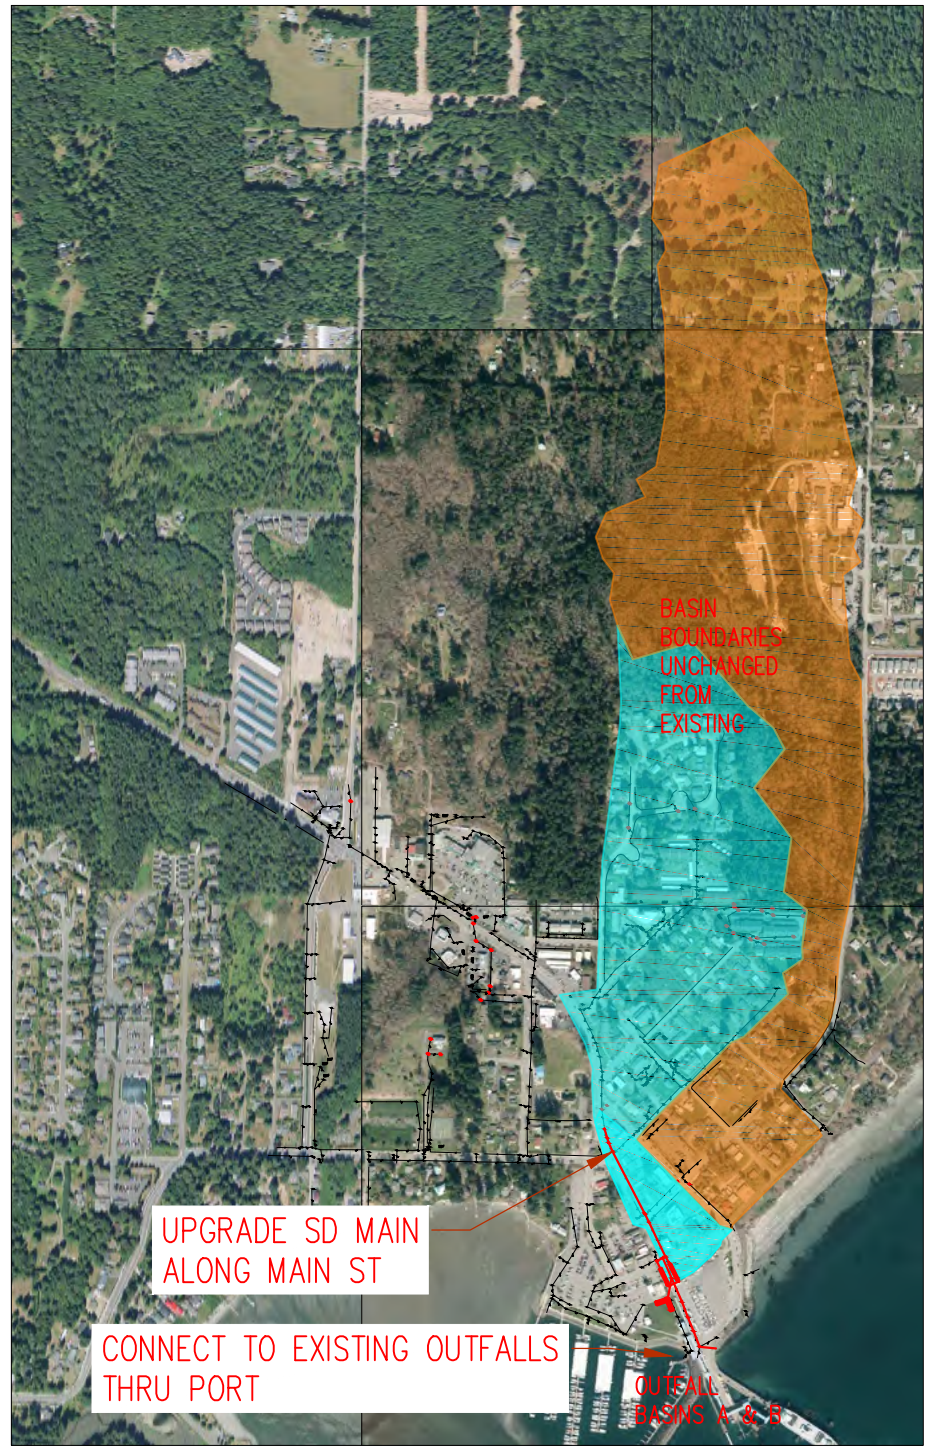 BASIN
BOUNDARIES
UNCHANGED
FROM
EXISTING
UPGRADE SD MAIN
ALONG MAIN ST
CONNECT TO EXISTING OUTFALLS
THRU PORT
OUTFALL
BASINS A & B